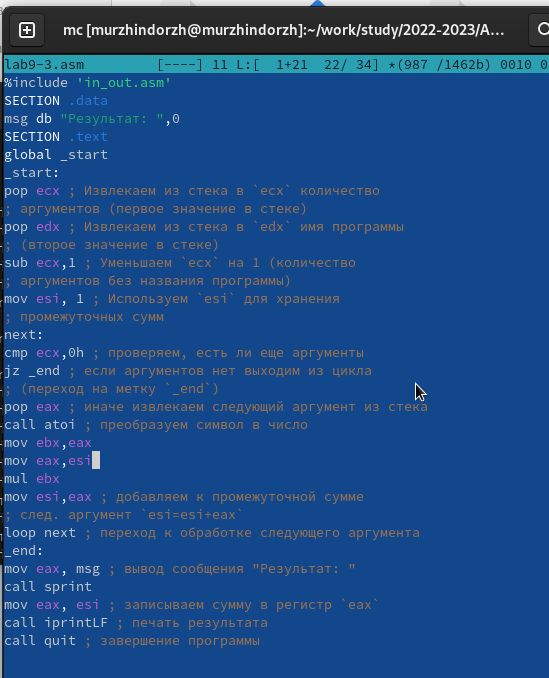 mc [murzhindorzh@murzhindorzh]:~/work/study/2022-2023/А...
lab9-3.asm [----] 11 L:[ 1+21 22/ 34] *(987 /1462b) 0010 0
%include 'in_out.asm'
SECTION .data
msg db "Результат: ",0
SECTION .text
global _start
_start:
pop ecx ; Извлекаем из стека в `ecx` количество
; аргументов (первое значение в стеке)
pop edx ; Извлекаем из стека в `edx` имя программы
; (второе значение в стеке)
sub ecx,1 ; Уменьшаем `ecx` на 1 (количество
; аргументов без названия программы)
mov esi, 1 ; Используем `esi` для хранения
; промежуточных сумм
next:
cmp ecx,0h ; проверяем, есть ли еще аргументы
jz _end ; если аргументов нет выходим из цикла
; (переход на метку `_end`)
pop eax ; иначе извлекаем следующий аргумент из стека
call atoi ; преобразуем символ в число
mov ebx,eax
mov eax,esi
mul ebx
mov esi,eax ; добавляем к промежуточной сумме
; след. аргумент `esi=esi+eax`
loop next ; переход к обработке следующего аргумента
_end:
mov eax, msg ; вывод сообщения "Результат: "
call sprint
mov eax, esi ; записываем сумму в регистр `eax`
call iprintLF ; печать результата
call quit ; завершение программы